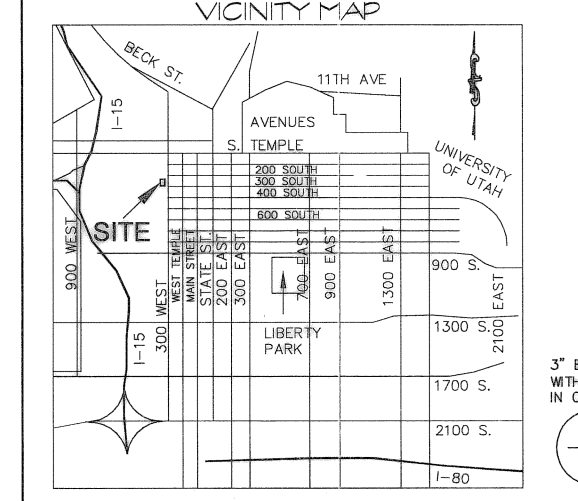 VICINITY MAP
BECK ST.
11TH AVE
I-15
AVENUES
S. TEMPLE
UNIVERSITY
OF UTAH
200 SOUTH
300 SOUTH
400 SOUTH
600 SOUTH
SITE
900 WEST
300 WEST
WEST TEMPLE
MAIN STREET
STATE ST.
200 EAST
300 EAST
700 EAST
900 EAST
1300 EAST
2100 EAST
900 S.
LIBERTY
PARK
1300 S.
I-15
1700 S.
2100 S.
I-80
3"
WITH
IN